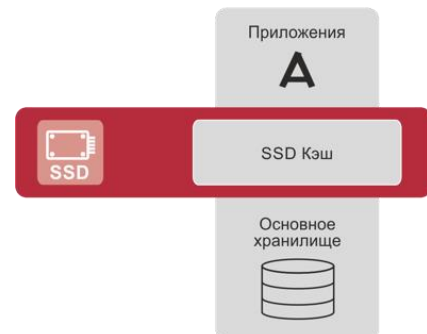 Приложения
A
SSD
SSD Кэш
Основное
хранилище